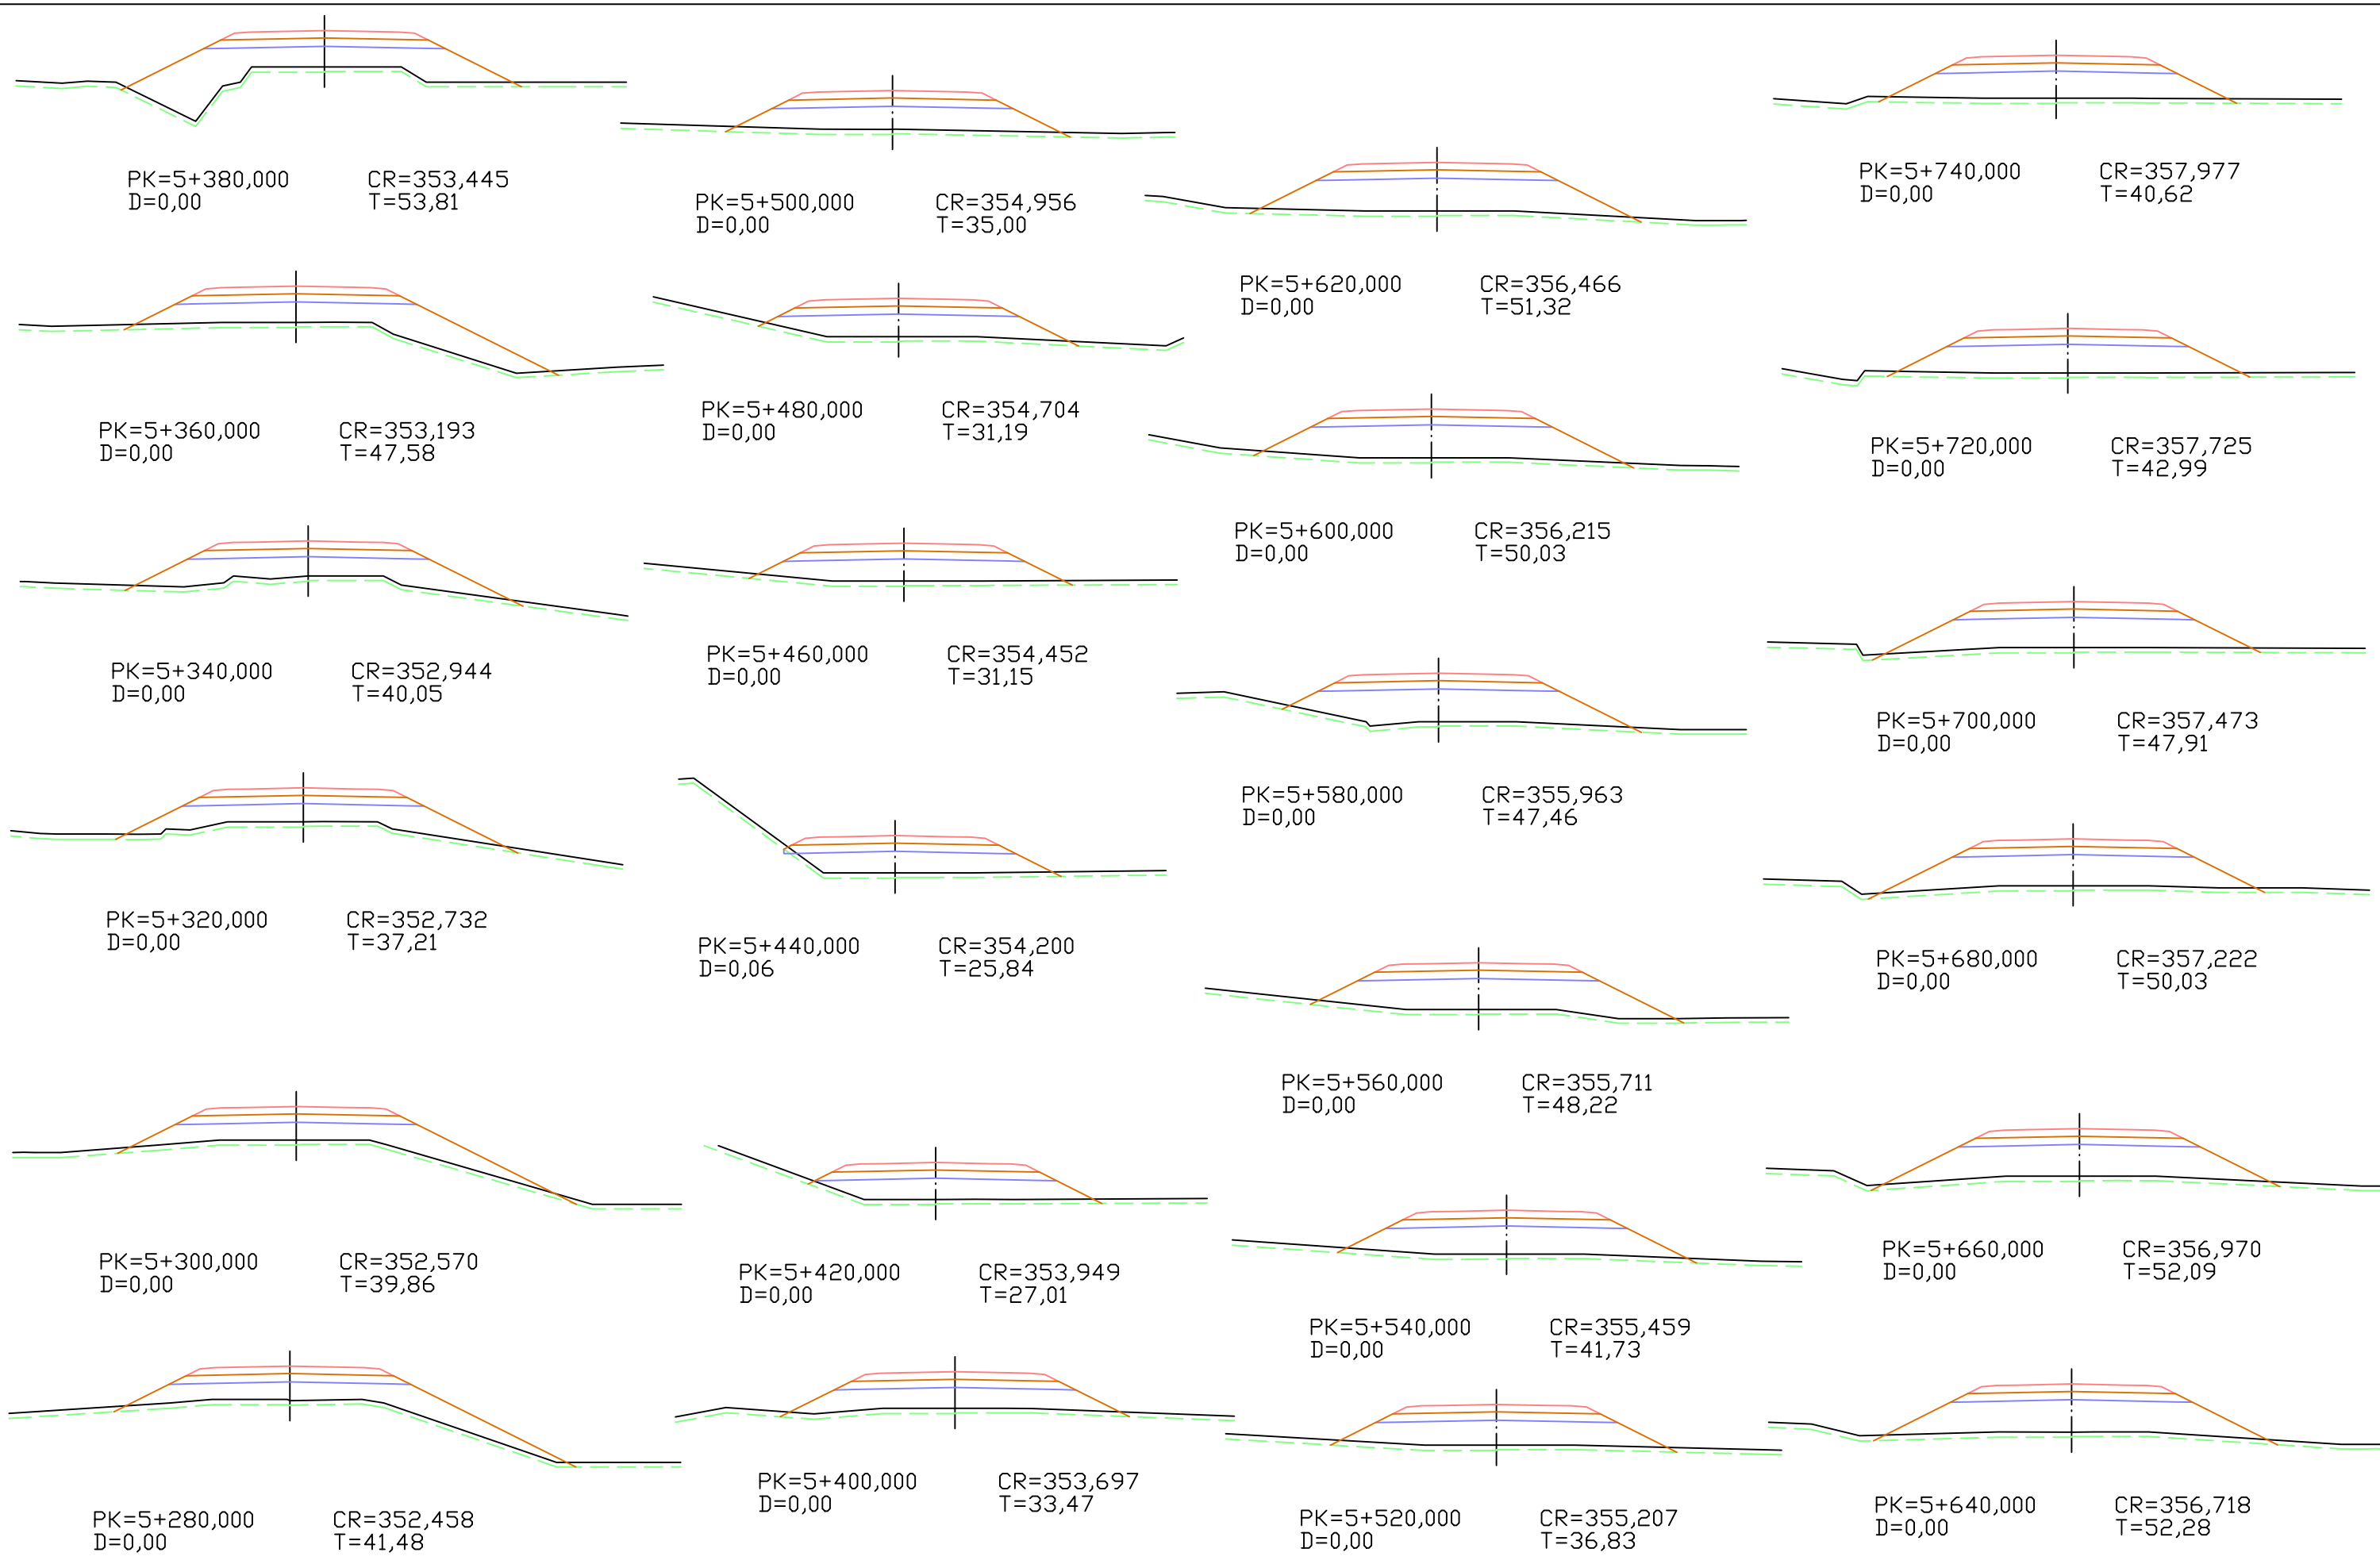 PK=5+380,000 CR=353,445
D=0,00 T=53,81
PK=5+360,000 CR=353,193
D=0,00 T=47,58
PK=5+340,000 CR=352,944
D=0,00 T=40,05
PK=5+320,000 CR=352,732
D=0,00 T=37,21
PK=5+300,000 CR=352,570
D=0,00 T=39,86
PK=5+280,000 CR=352,458
D=0,00 T=41,48
PK=5+500,000 CR=354,956
D=0,00 T=35,00
PK=5+480,000 CR=354,704
D=0,00 T=31,19
PK=5+460,000 CR=354,452
D=0,00 T=31,15
PK=5+440,000 CR=354,200
D=0,06 T=25,84
PK=5+420,000 CR=353,949
D=0,00 T=27,01
PK=5+400,000 CR=353,697
D=0,00 T=33,47
PK=5+620,000 CR=356,466
D=0,00 T=51,32
PK=5+600,000 CR=356,215
D=0,00 T=50,03
PK=5+580,000 CR=355,963
D=0,00 T=47,46
PK=5+560,000 CR=355,711
D=0,00 T=48,22
PK=5+540,000 CR=355,459
D=0,00 T=41,73
PK=5+520,000 CR=355,207
D=0,00 T=36,83
PK=5+740,000 CR=357,977
D=0,00 T=40,62
PK=5+720,000 CR=357,725
D=0,00 T=42,99
PK=5+700,000 CR=357,473
D=0,00 T=47,91
PK=5+680,000 CR=357,222
D=0,00 T=50,03
PK=5+660,000 CR=356,970
D=0,00 T=52,09
PK=5+640,000 CR=356,718
D=0,00 T=52,28